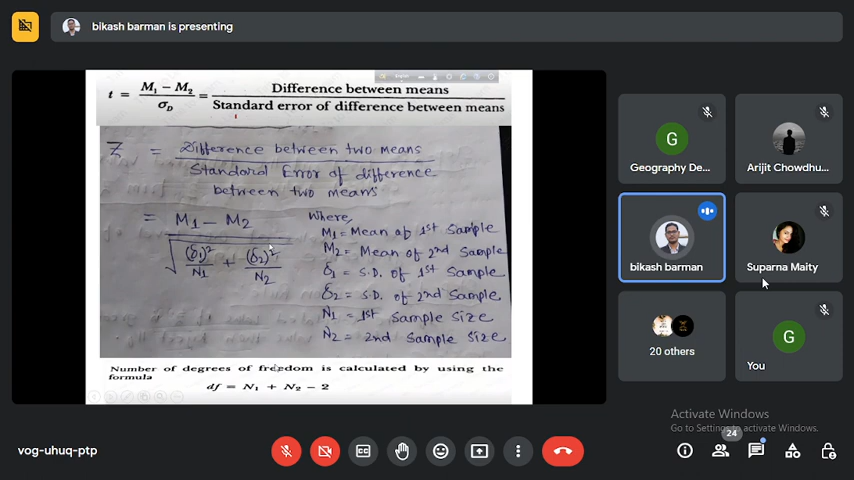 bikash barman is presenting
t = M₁ − M₂ / σD = Difference between means / Standard error of difference between means
Z = Difference between two means / Standard Error of difference between two means
= M₁ − M₂ / √((δ₁)²/N₁ + (δ₂)²/N₂)
Where,
M₁ = Mean of 1st Sample
M₂ = Mean of 2nd Sample
δ₁ = S.D. of 1st Sample
δ₂ = S.D. of 2nd Sample
N₁ = 1st Sample Size
N₂ = 2nd Sample Size
Number of degrees of freedom is calculated by using the
formula
df = N₁ + N₂ − 2
G
Geography De...
Arijit Chowdhu...
bikash barman
Suparna Maity
20 others
G
You
Activate Windows
Go to Settings to activate Windows.
vog-uhuq-ptp
24